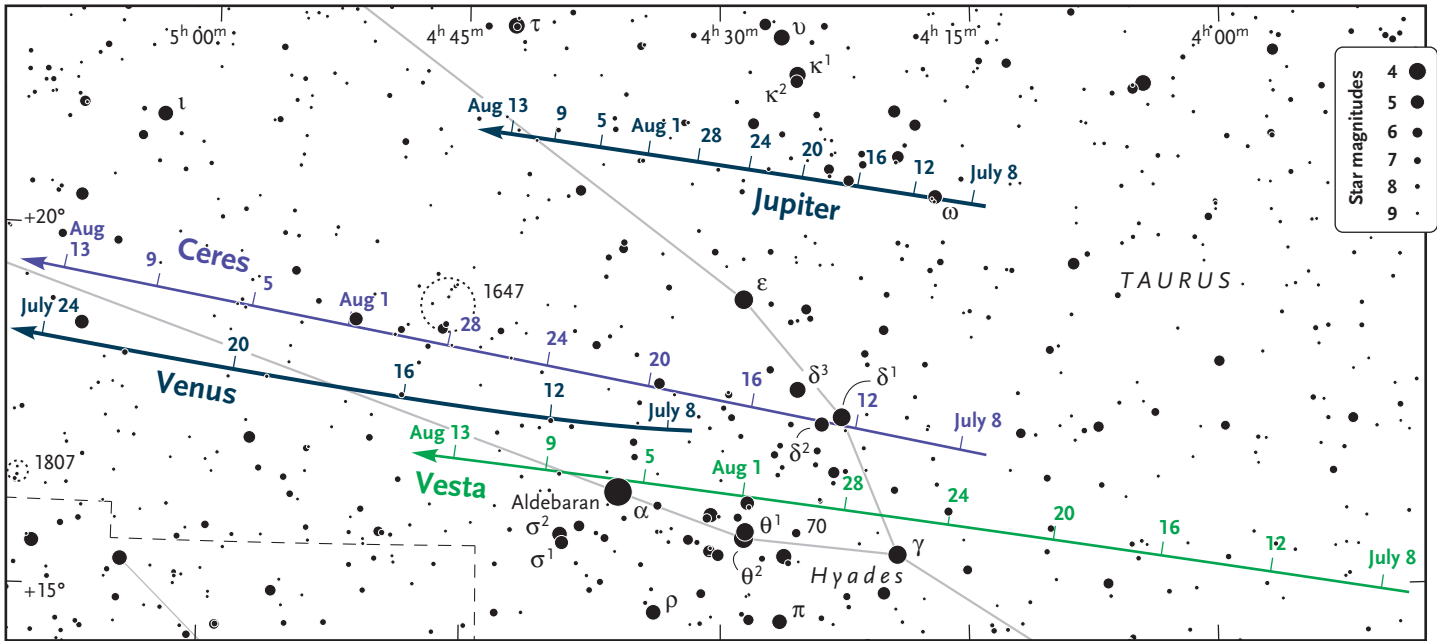 τ
5h 00m
4h 45m
4h 30m
υ
4h 15m
4h 00m
κ1
κ2
ι
Star magnitudes
4
5
6
7
8
9
Aug 13
9
5
Aug 1
28
24
20
16
12
July 8
Jupiter
ω
+20°
Aug
13
9
Ceres
5
Aug 1
1647
28
24
20
16
12
July 8
ε
TAURUS
δ3
δ1
δ2
July 24
20
Venus
16
12
July 8
1807
Aug 13
9
5
Aug 1
28
24
20
16
12
July 8
Vesta
Aldebaran
α
σ2
σ1
θ1
70
θ2
γ
Hyades
+15°
ρ
π